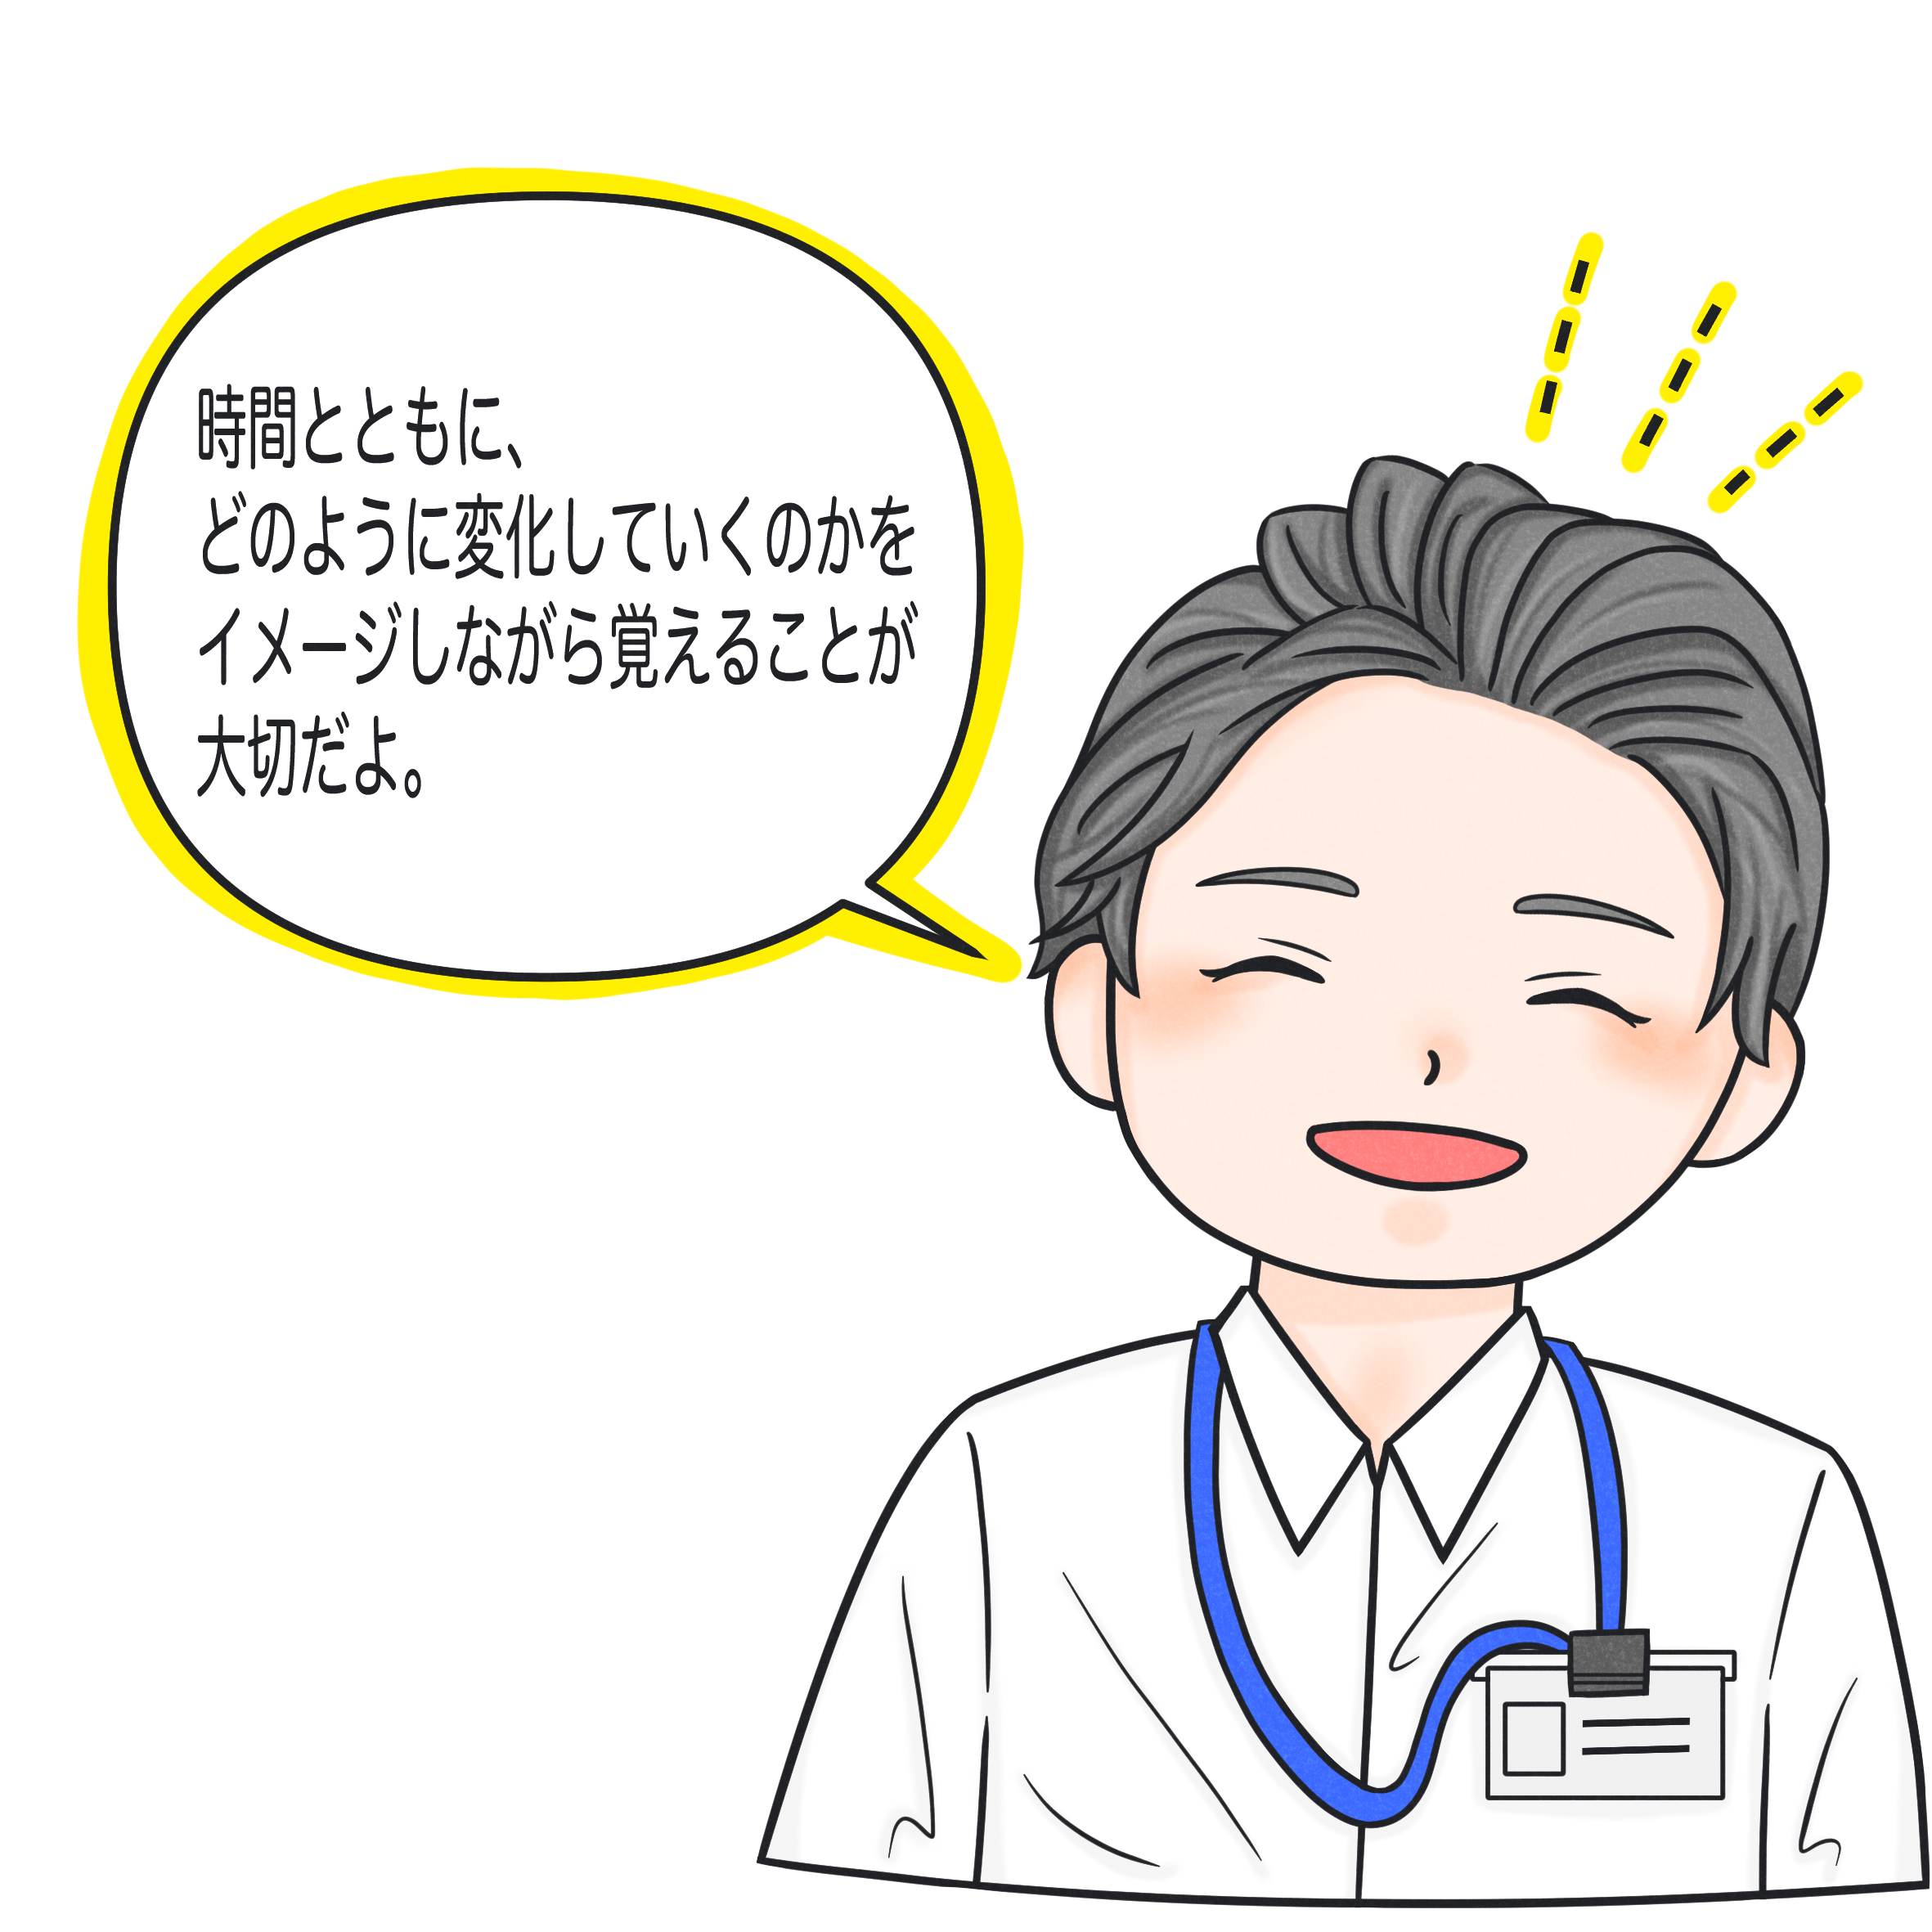 時間とともに、
どのように変化していくのかを
イメージしながら覚えることが
大切だよ。